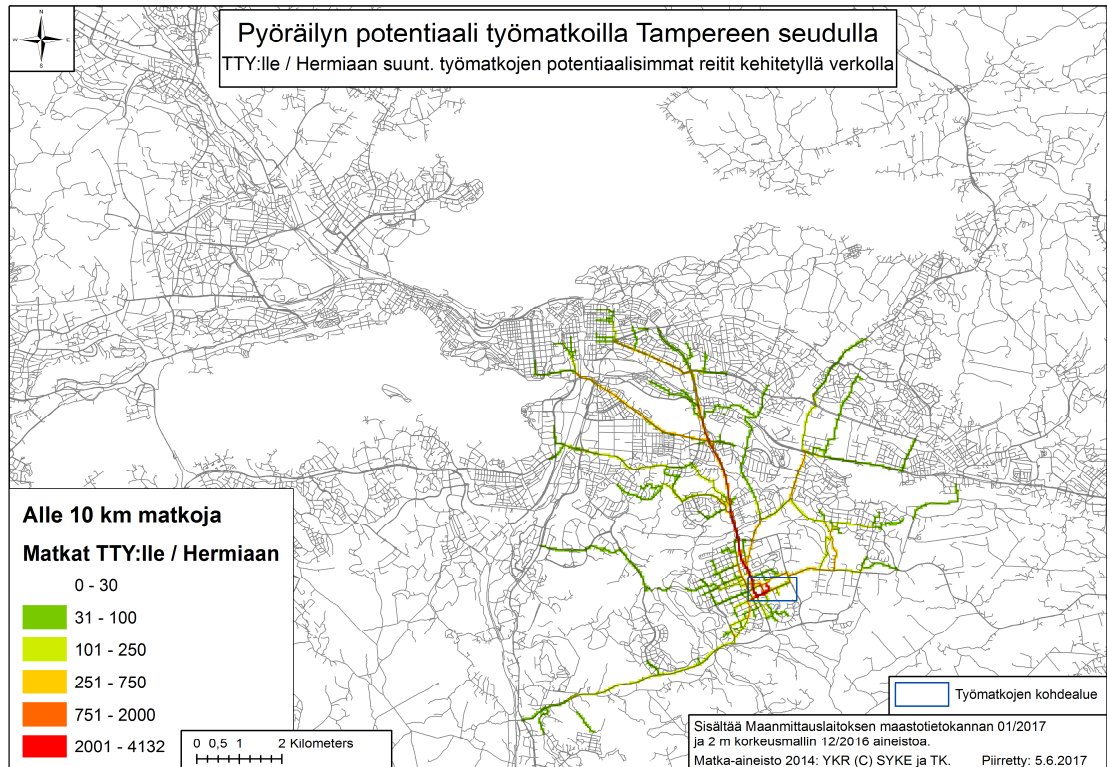 N
W E
S
Pyöräilyn potentiaali työmatkoilla Tampereen seudulla
TTY:lle / Hermiaan suunt. työmatkojen potentiaalisimmat reitit kehitetyllä verkolla
Alle 10 km matkoja
Matkat TTY:lle / Hermiaan
0 - 30
31 - 100
101 - 250
251 - 750
751 - 2000
2001 - 4132
0 0,5 1 2 Kilometers
Työmatkojen kohdealue
Sisältää Maanmittauslaitoksen maastotietokannan 01/2017
ja 2 m korkeusmallin 12/2016 aineistoa.
Matka-aineisto 2014: YKR (C) SYKE ja TK. Piirretty: 5.6.2017